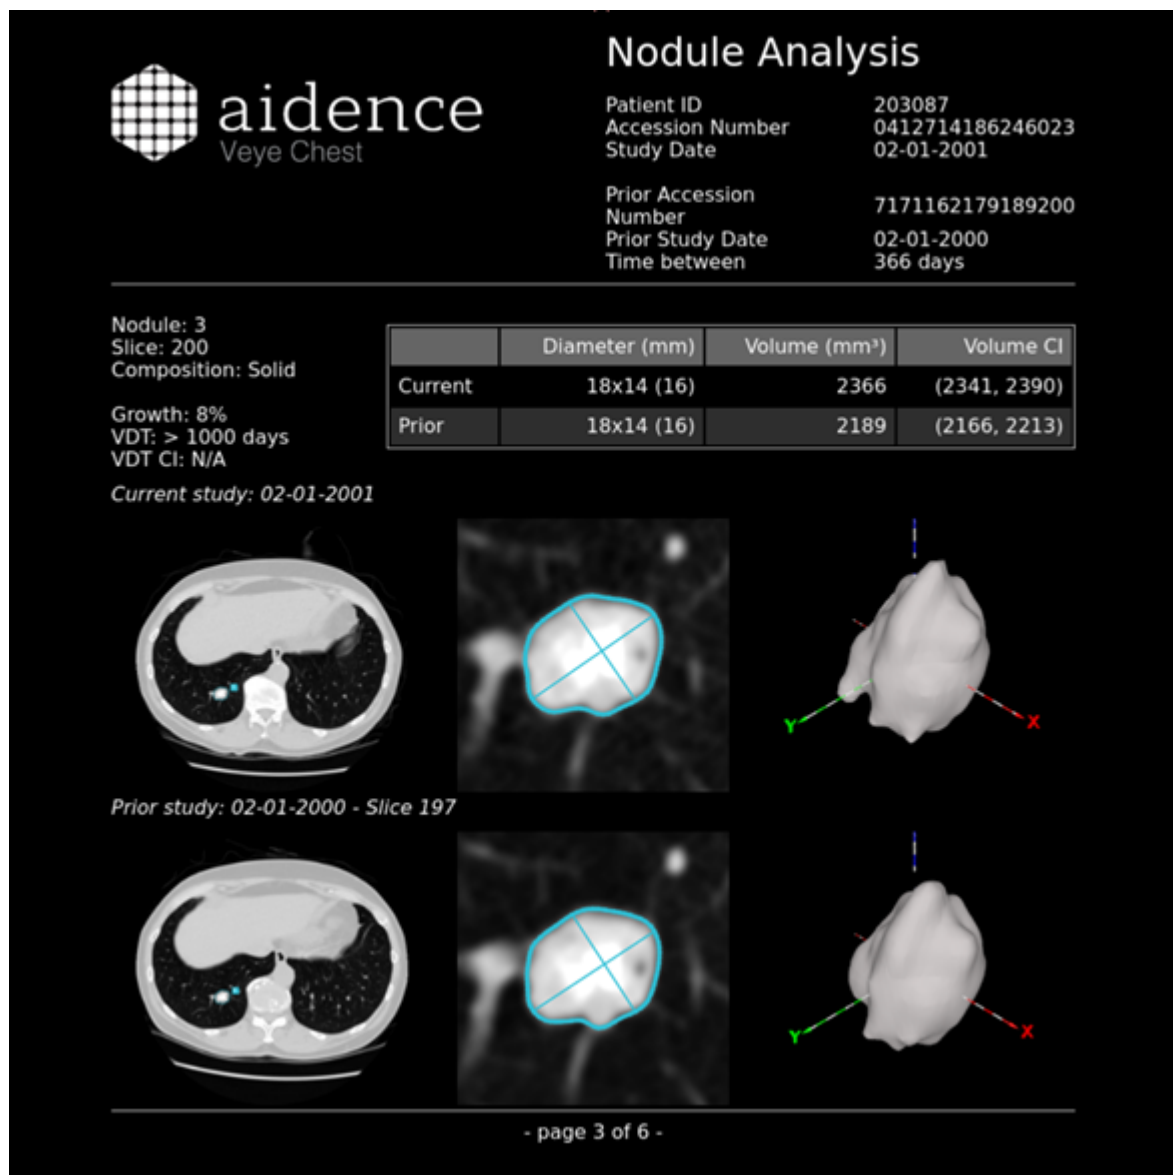 aidence
Veye Chest
Nodule Analysis
Patient ID 203087
Accession Number 0412714186246023
Study Date 02-01-2001
Prior Accession
Number 7171162179189200
Prior Study Date 02-01-2000
Time between 366 days
Nodule: 3
Slice: 200
Composition: Solid
Growth: 8%
VDT: > 1000 days
VDT CI: N/A
Diameter (mm) Volume (mm³) Volume CI
Current 18x14 (16) 2366 (2341, 2390)
Prior 18x14 (16) 2189 (2166, 2213)
Current study: 02-01-2001
Y X
Prior study: 02-01-2000 - Slice 197
Y X
- page 3 of 6 -